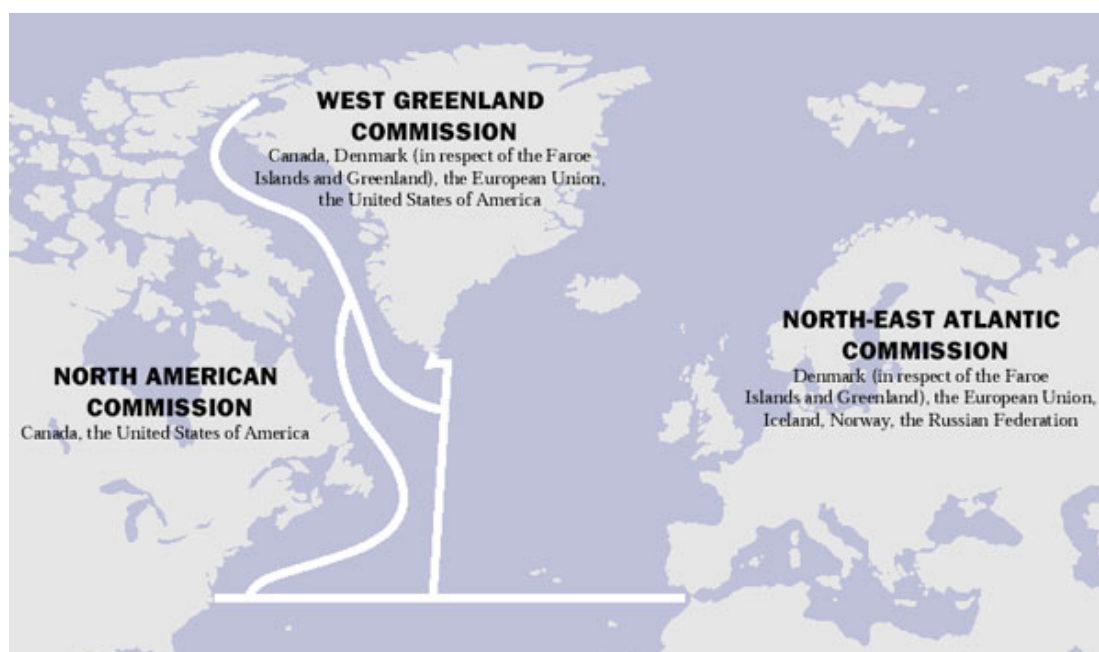 WEST GREENLAND
COMMISSION
Canada, Denmark (in respect of the Faroe
Islands and Greenland), the European Union,
the United States of America
NORTH-EAST ATLANTIC
COMMISSION
Denmark (in respect of the Faroe
Islands and Greenland), the European Union,
Iceland, Norway, the Russian Federation
NORTH AMERICAN
COMMISSION
Canada, the United States of America